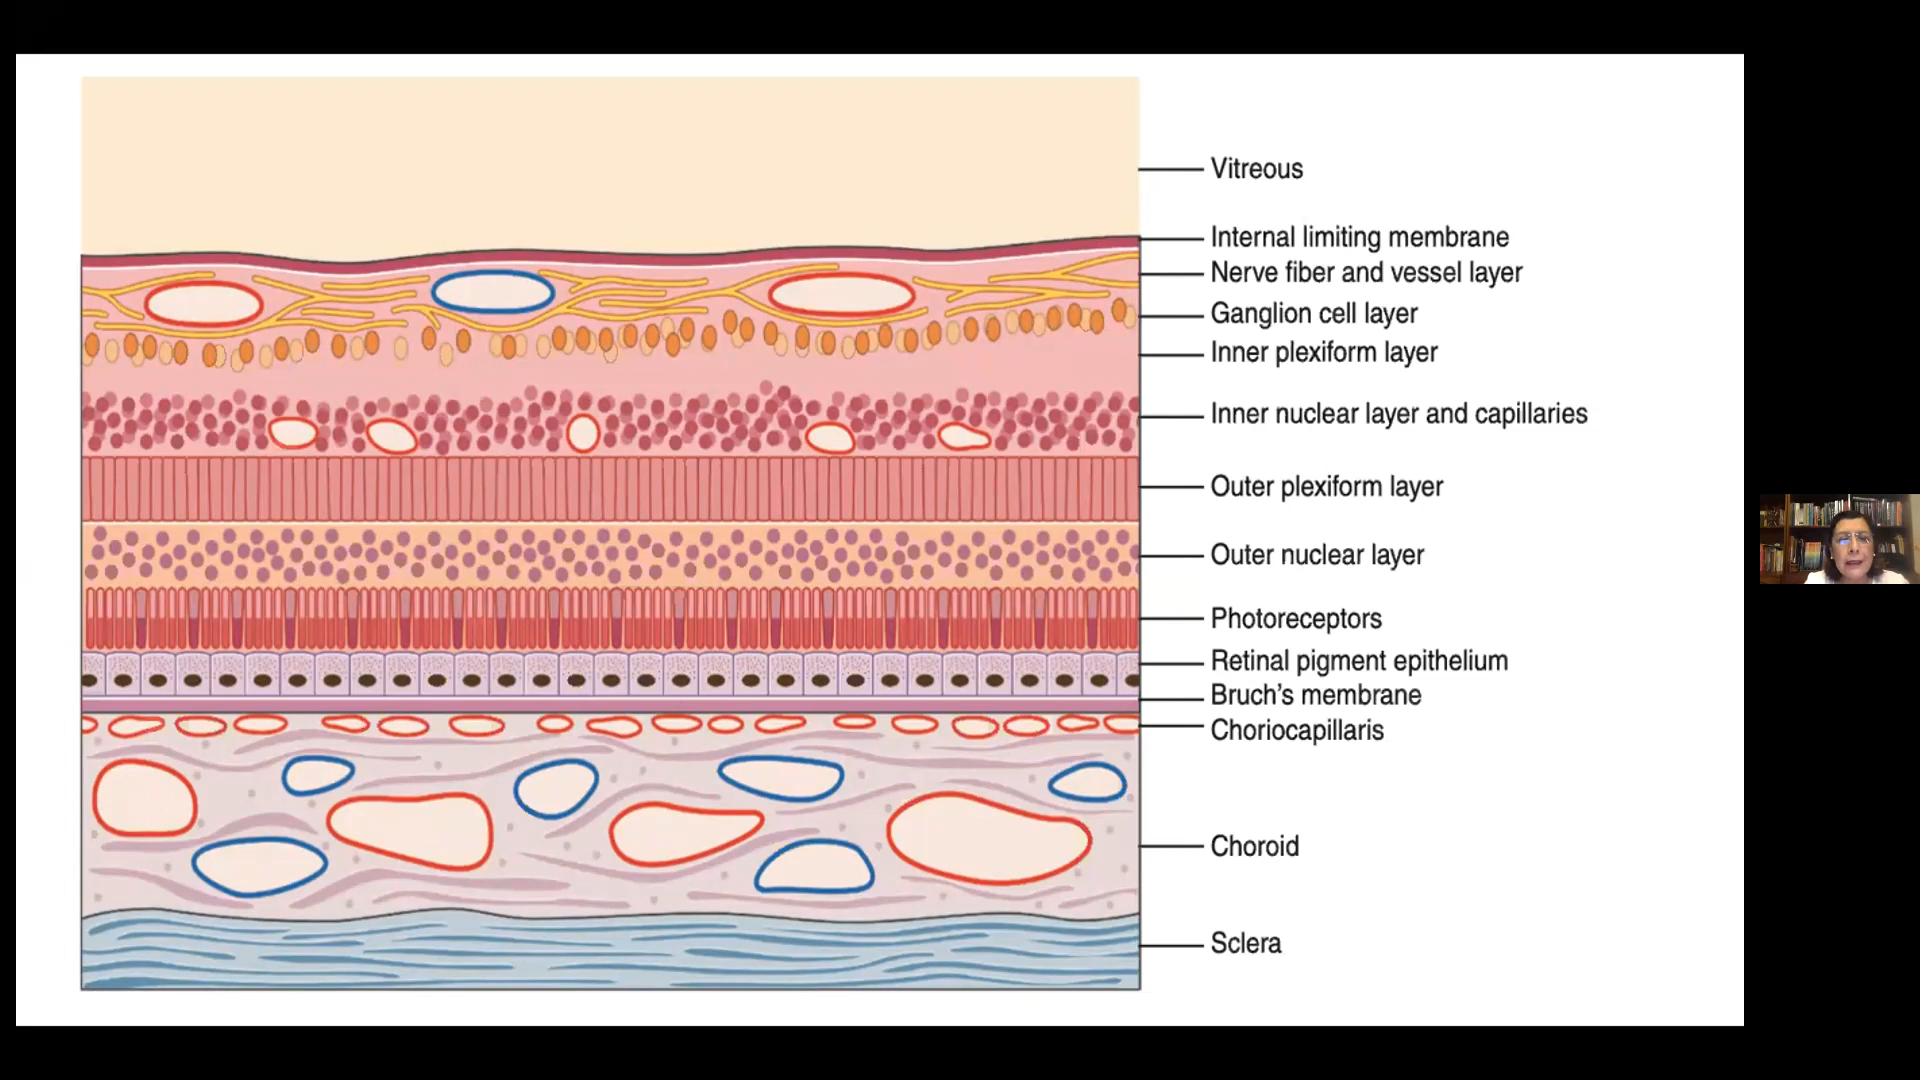 Vitreous
Internal limiting membrane
Nerve fiber and vessel layer
Ganglion cell layer
Inner plexiform layer
Inner nuclear layer and capillaries
Outer plexiform layer
Outer nuclear layer
Photoreceptors
Retinal pigment epithelium
Bruch’s membrane
Choriocapillaris
Choroid
Sclera